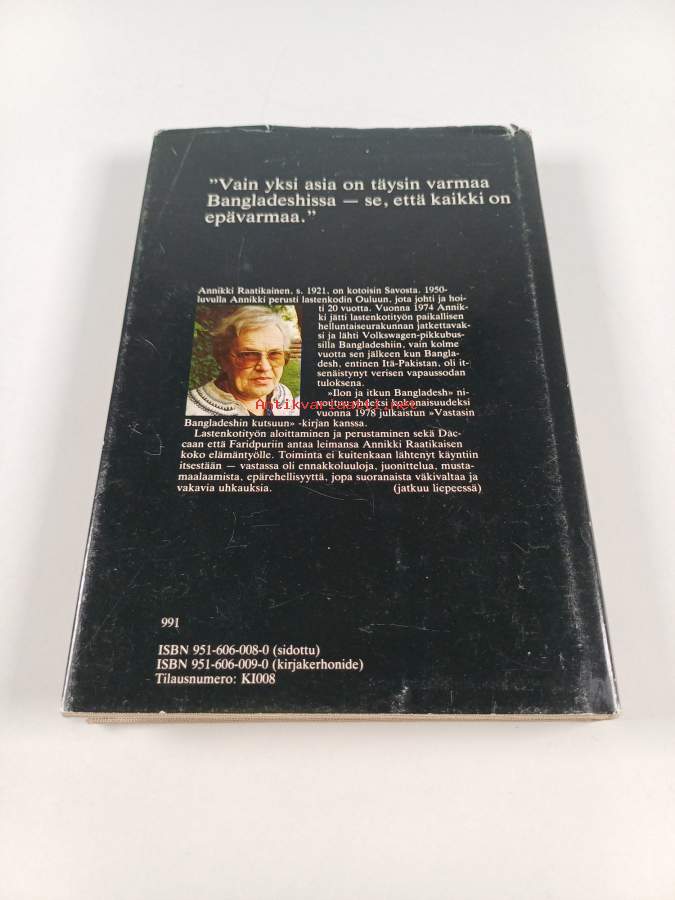 ”Vain yksi asia on täysin varmaa
Bangladeshissa — se, että kaikki on
epävarmaa.”
Annikki Raatikainen, s. 1921, on kotoisin Savosta. 1950-
luvulla Annikki perusti lastenkodin Ouluun, jota johti ja hoi-
ti 20 vuotta. Vuonna 1974 Annik-
ki jätti lastenkotityön paikallisen
helluntaiseurakunnan jatkettavak-
si ja lähti Volkswagen-pikkubus-
silla Bangladeshiin, vain kolme
vuotta sen jälkeen kun Bangla-
desh, entinen Itä-Pakistan, oli it-
senäistynyt verisen vapaussodan
tuloksena.
»Ilon ja itkun Bangladesh» ni-
voutuu yhdeksi kokonaisuudeksi
vuonna 1978 julkaistun »Vastasin
Bangladeshin kutsuun» -kirjan kanssa.
Lastenkotityön aloittaminen ja perustaminen sekä Dac-
caan että Faridpuriin antaa leimansa Annikki Raatikaisen
koko elämäntyölle. Toiminta ei kuitenkaan lähtenyt käyntiin
itsestään — vastassa oli ennakkoluuloja, juonittelua, musta-
maalaamista, epärehellisyyttä, jopa suoranaista väkivaltaa ja
vakavia uhkauksia. (jatkuu liepeessä)
Antikvariaatti.net
991
ISBN 951-606-008-0 (sidottu)
ISBN 951-606-009-0 (kirjakerhonide)
Tilausnumero: KI008